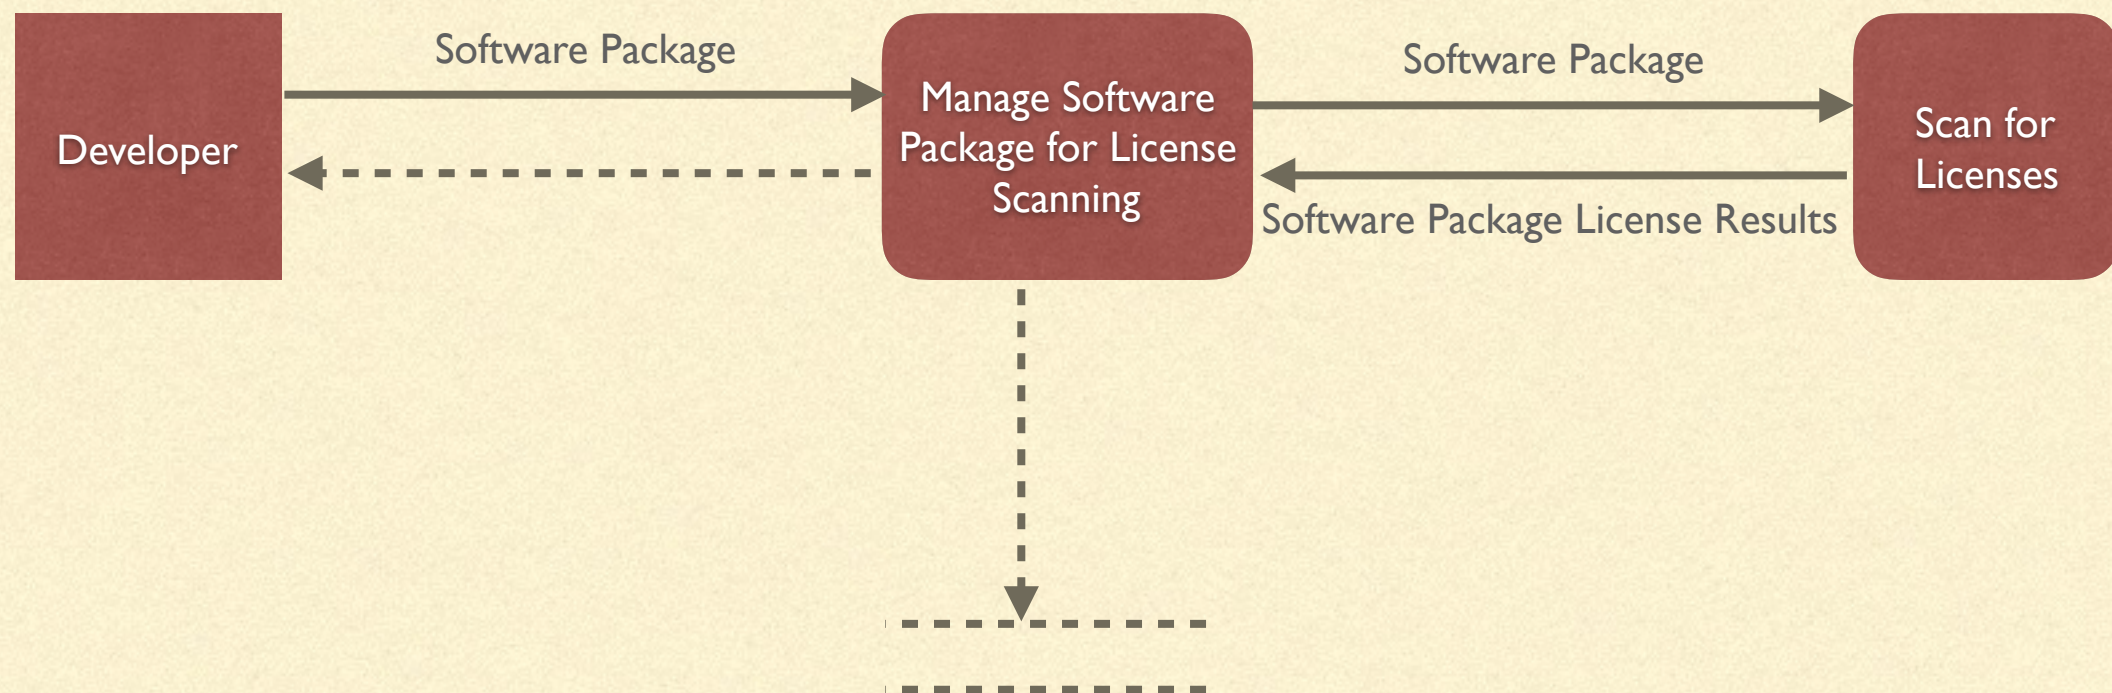 Developer
Software Package
Manage Software
Package for License
Scanning
Software Package
Software Package License Results
Scan for
Licenses